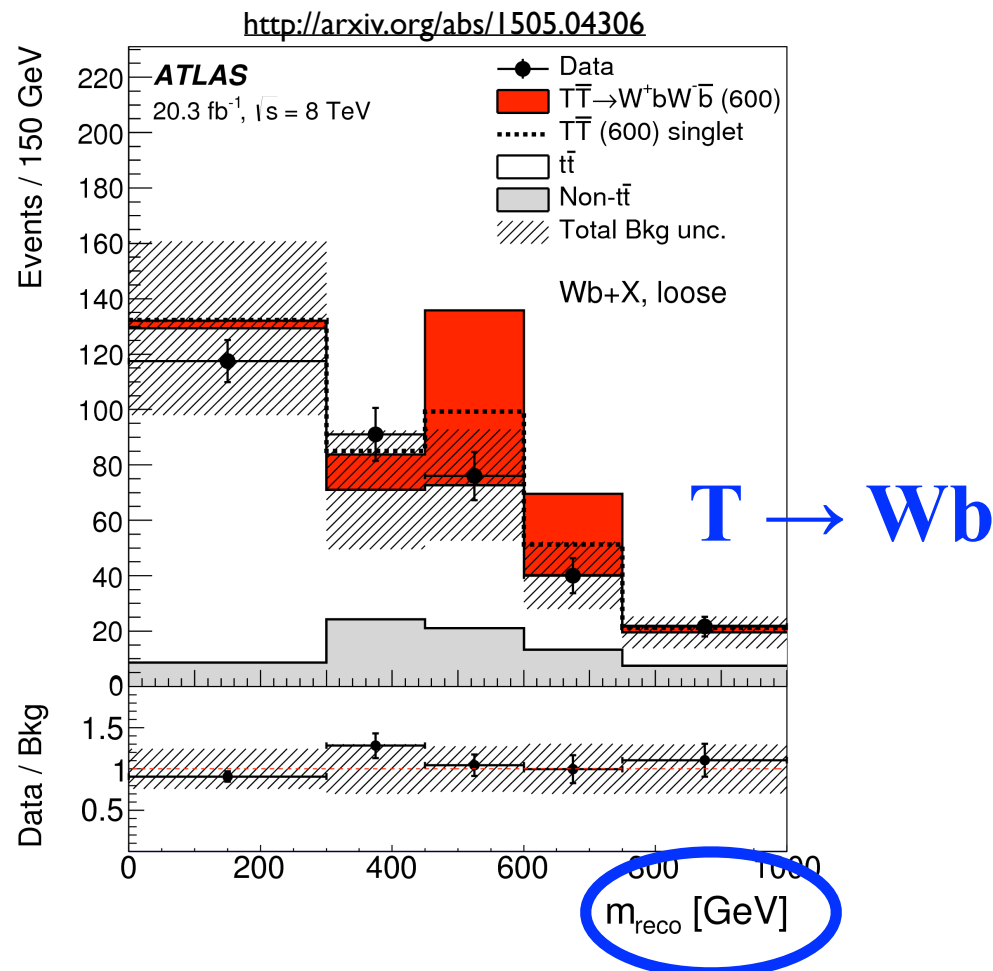 http://arxiv.org/abs/1505.04306
Events / 150 GeV
220
200
180
160
140
120
100
80
60
40
20
0
ATLAS
20.3 fb⁻¹, √s = 8 TeV
Data
TT̅→W⁺bW⁻b̅ (600)
TT̅ (600) singlet
tt̅
Non-tt̅
Total Bkg unc.
Wb+X, loose
T → Wb
Data / Bkg
1.5
1
0.5
0 200 400 600 800 1000
m_reco [GeV]